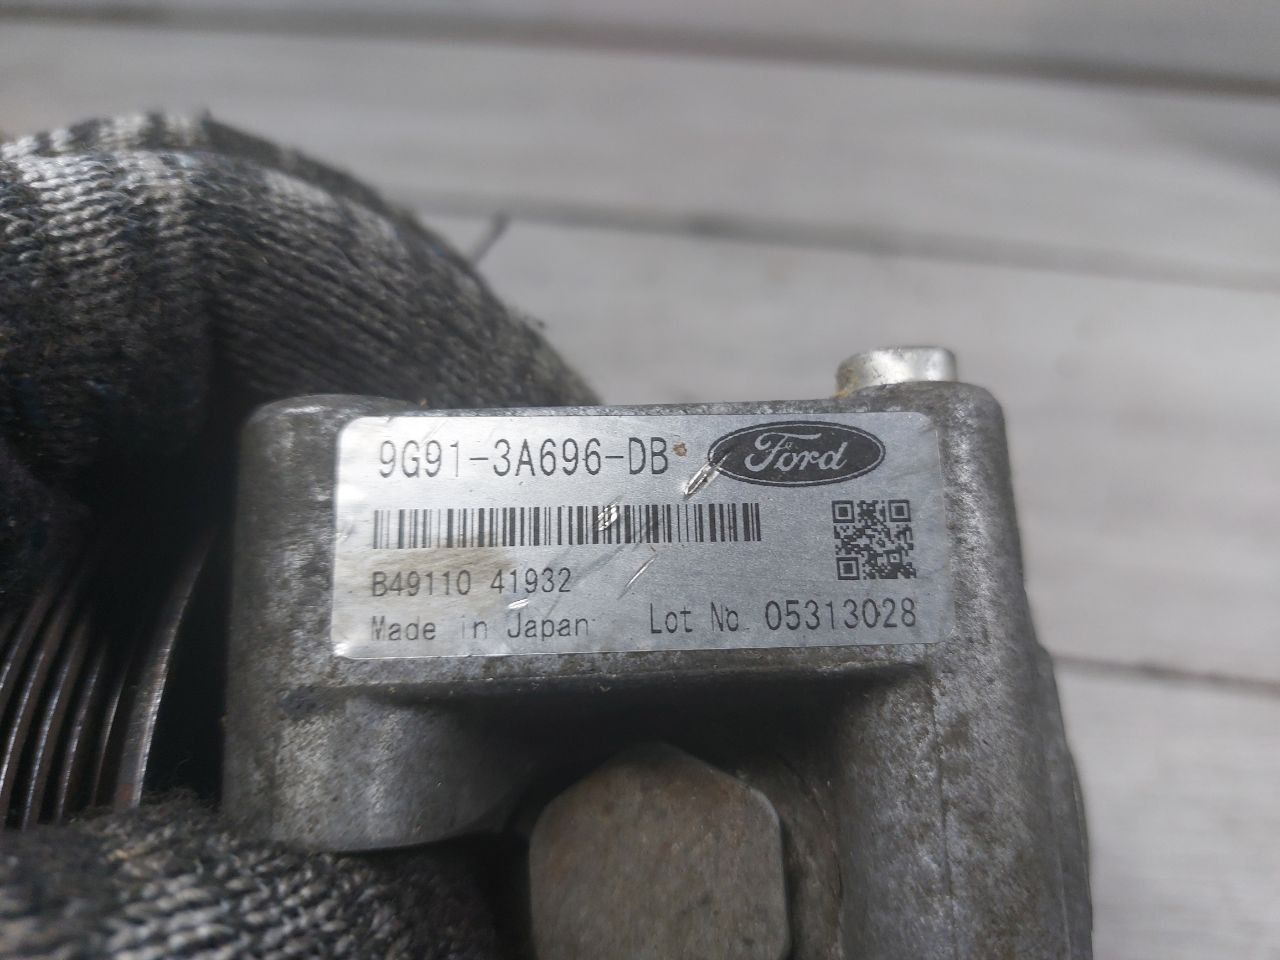 9G91-3A696-DB Ford
B49110 41932
Made in Japan Lot No. 05313028